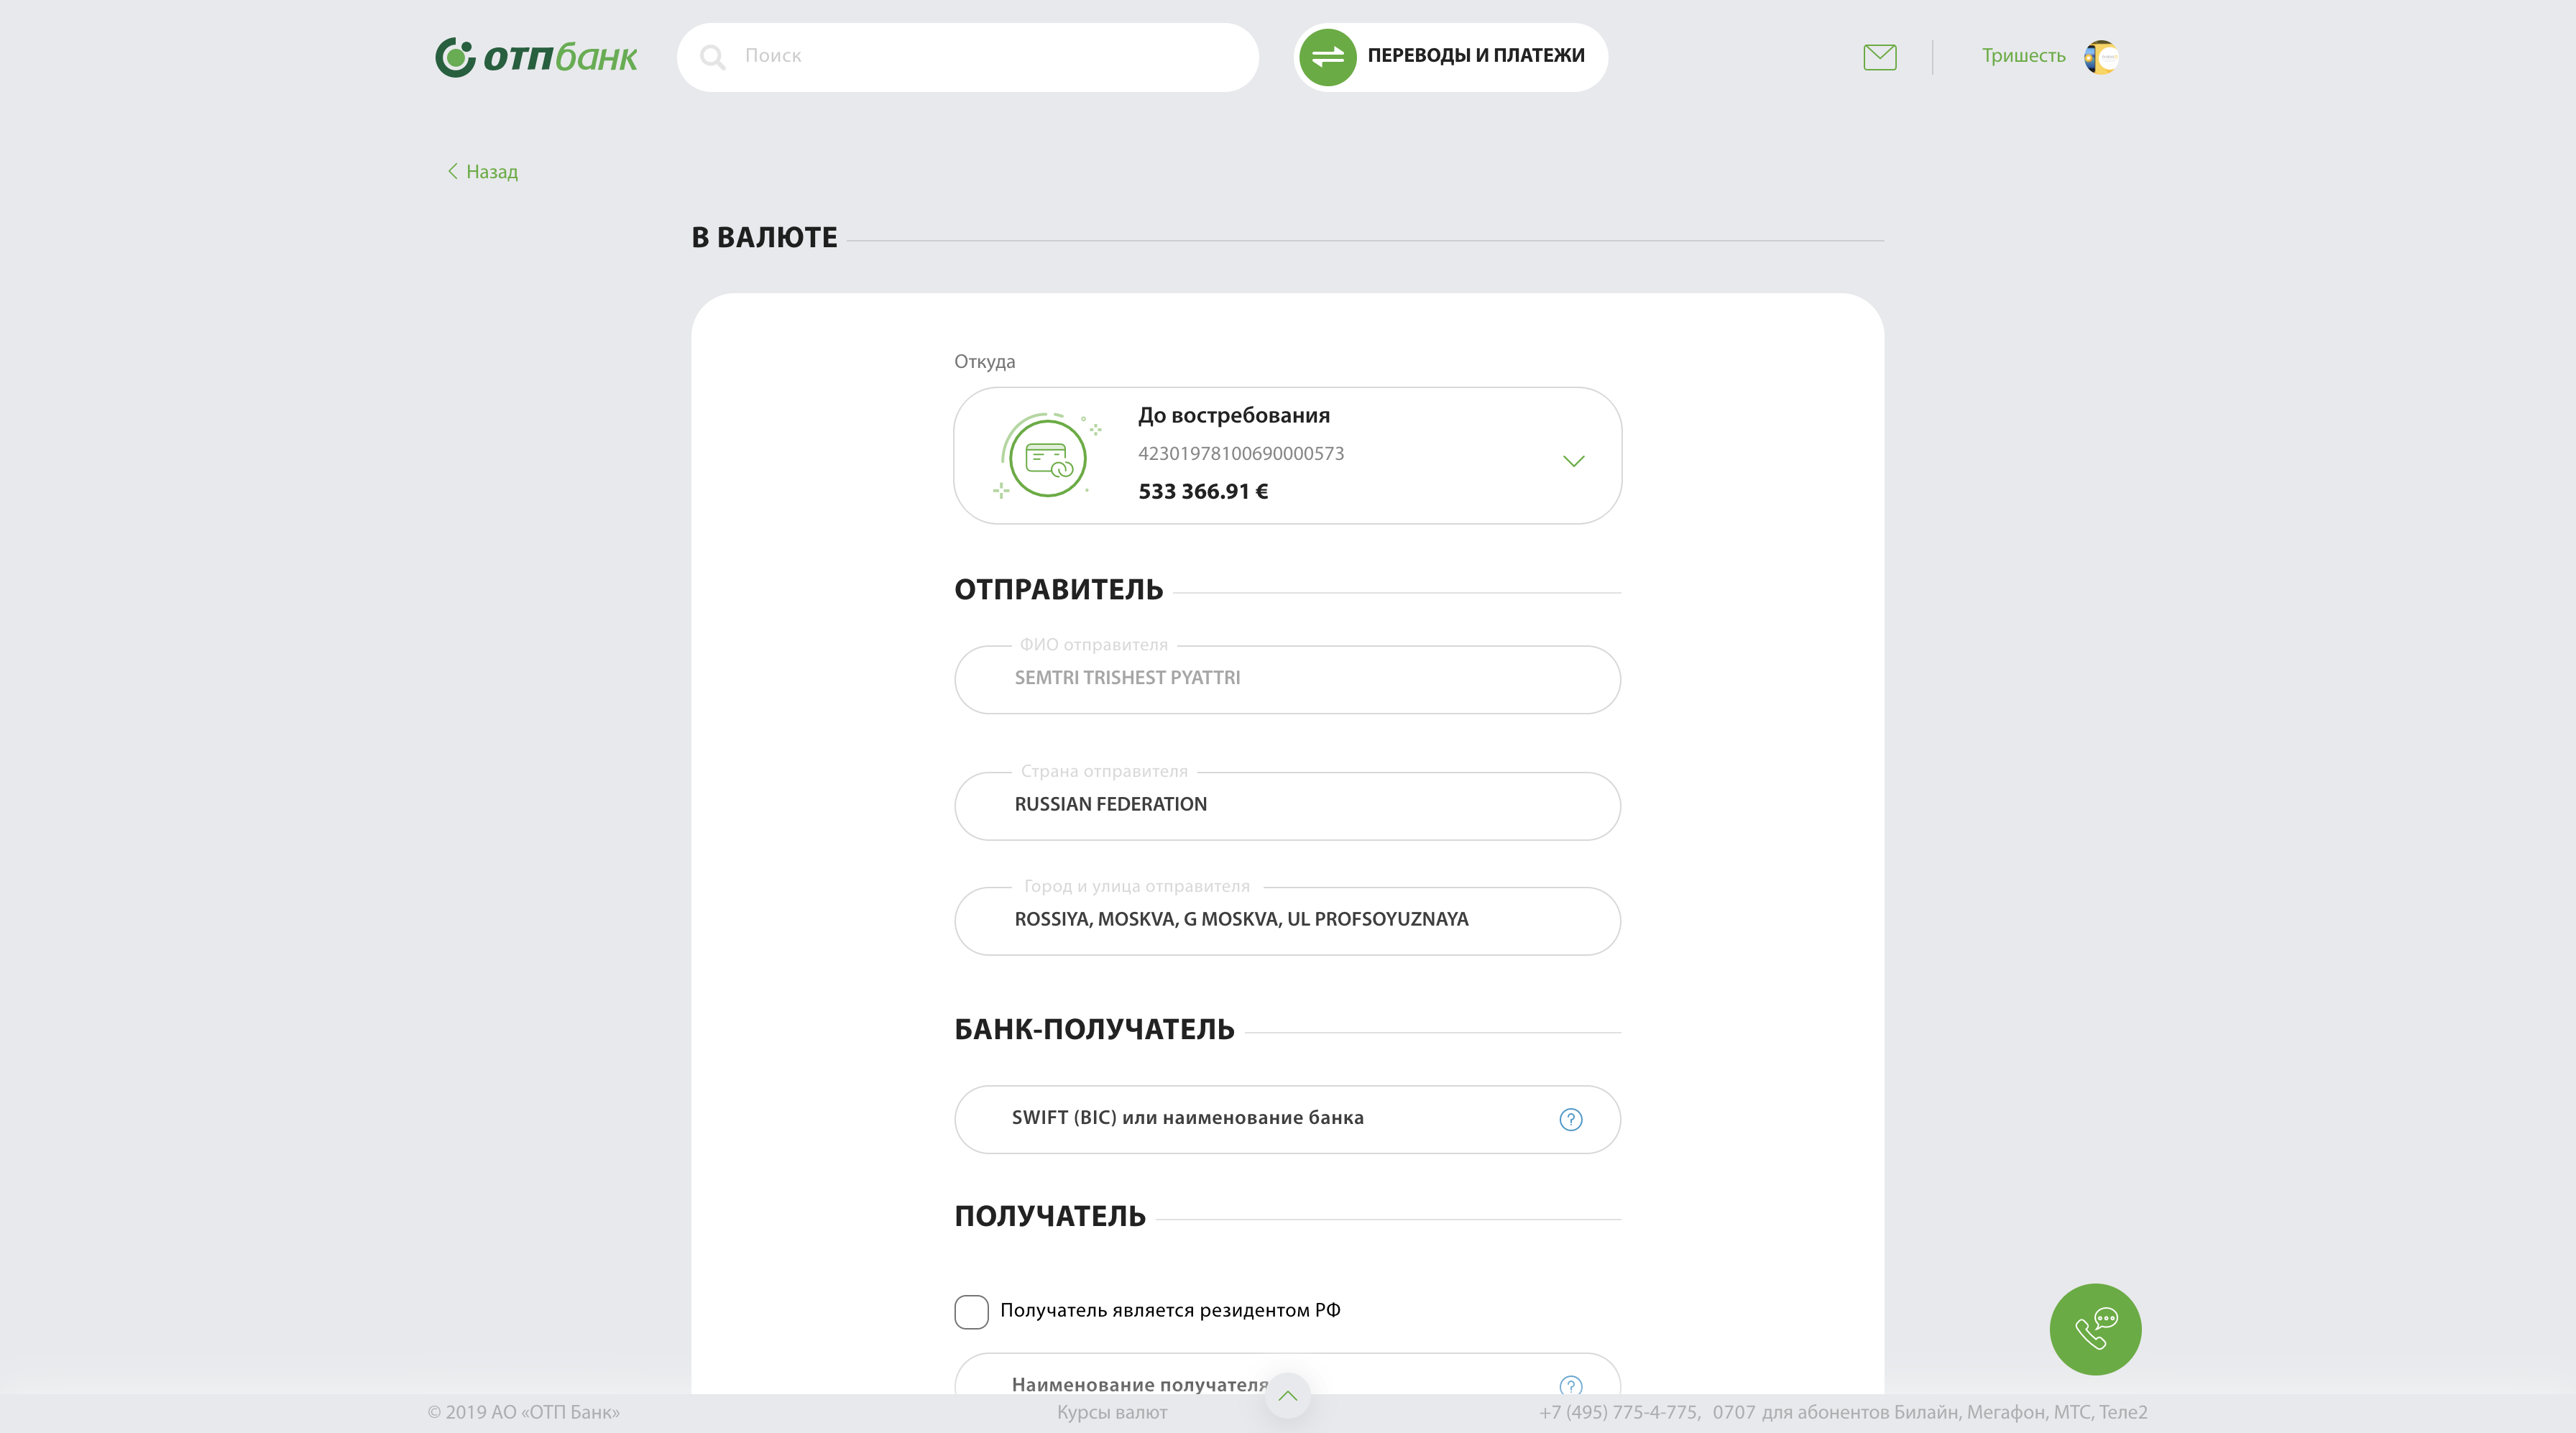 отпбанк
Поиск
ПЕРЕВОДЫ И ПЛАТЕЖИ
Тришесть
Назад
В ВАЛЮТЕ
Откуда
До востребования
42301978100690000573
533 366.91 €
ОТПРАВИТЕЛЬ
ФИО отправителя
SEMTRI TRISHEST PYATTRI
Страна отправителя
RUSSIAN FEDERATION
Город и улица отправителя
ROSSIYA, MOSKVA, G MOSKVA, UL PROFSOYUZNAYA
БАНК-ПОЛУЧАТЕЛЬ
SWIFT (BIC) или наименование банка
?
ПОЛУЧАТЕЛЬ
Получатель является резидентом РФ
Наименование получателя
?
© 2019 АО «ОТП Банк»
Курсы валют
+7 (495) 775-4-775, 0707 для абонентов Билайн, Мегафон, МТС, Теле2